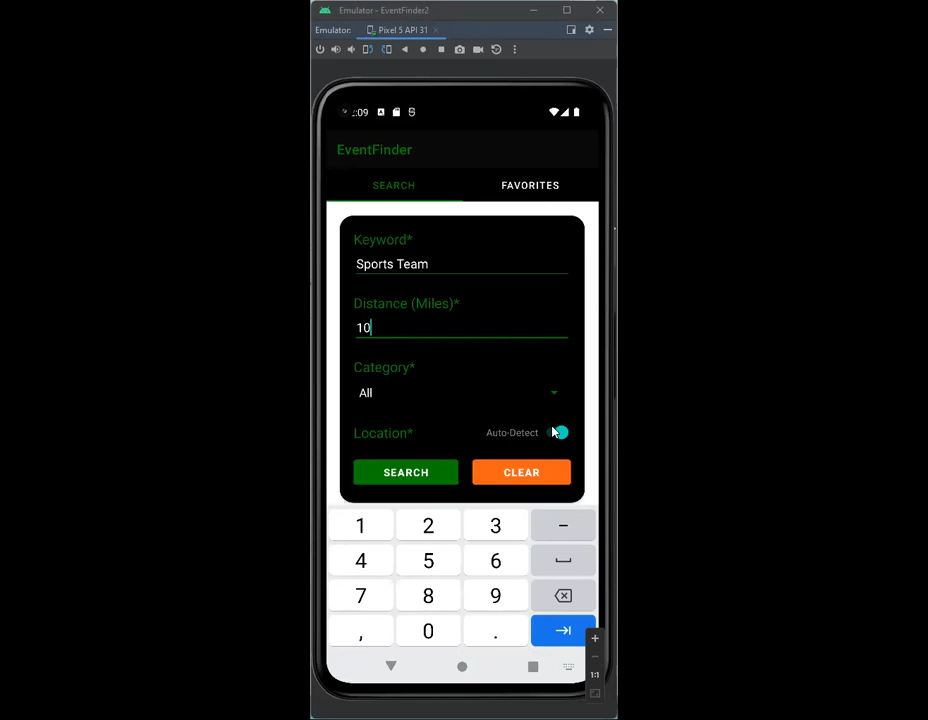 Emulator - EventFinder2
Emulator: Pixel 5 API 31
:09
EventFinder
SEARCH FAVORITES
Keyword*
Sports Team
Distance (Miles)*
10
Category*
All
Location* Auto-Detect
SEARCH CLEAR
1 2 3 -
4 5 6
7 8 9
, 0 .
1:1